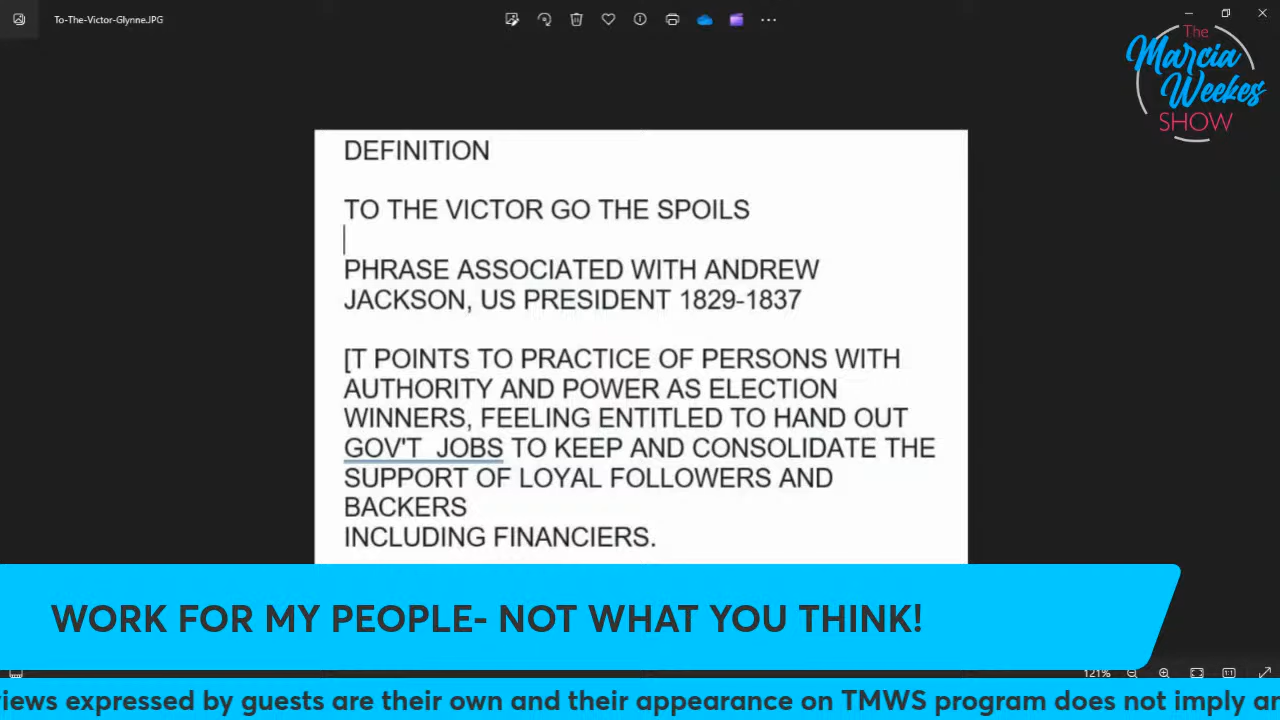 To-The-Victor-Glynne.JPG
The
Marcia
Weekes
SHOW
DEFINITION
TO THE VICTOR GO THE SPOILS
PHRASE ASSOCIATED WITH ANDREW
JACKSON, US PRESIDENT 1829-1837
[T POINTS TO PRACTICE OF PERSONS WITH
AUTHORITY AND POWER AS ELECTION
WINNERS, FEELING ENTITLED TO HAND OUT
GOV'T JOBS TO KEEP AND CONSOLIDATE THE
SUPPORT OF LOYAL FOLLOWERS AND
BACKERS
INCLUDING FINANCIERS.
WORK FOR MY PEOPLE- NOT WHAT YOU THINK!
121%
views expressed by guests are their own and their appearance on TMWS program does not imply an